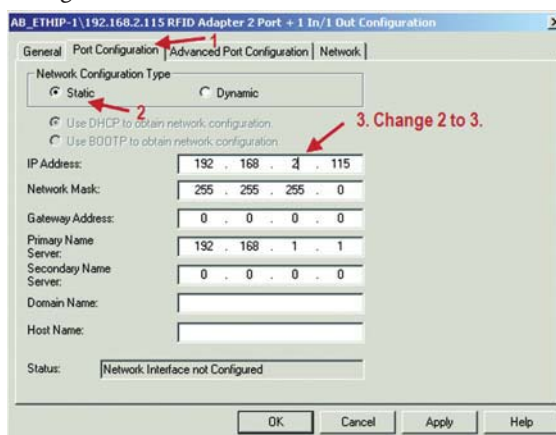 AB_ETHIP-1\192.168.2.115 RFID Adapter 2 Port + 1 In/1 Out Configuration
General Port Configuration Advanced Port Configuration Network
1
Network Configuration Type
Static Dynamic
2
Use DHCP to obtain network configuration.
Use BOOTP to obtain network configuration
3. Change 2 to 3.
IP Address: 192 . 168 . 2 . 115
Network Mask: 255 . 255 . 255 . 0
Gateway Address: 0 . 0 . 0 . 0
Primary Name
Server: 192 . 168 . 1 . 1
Secondary Name
Server: 0 . 0 . 0 . 0
Domain Name:
Host Name:
Status: Network Interface not Configured
OK Cancel Apply Help